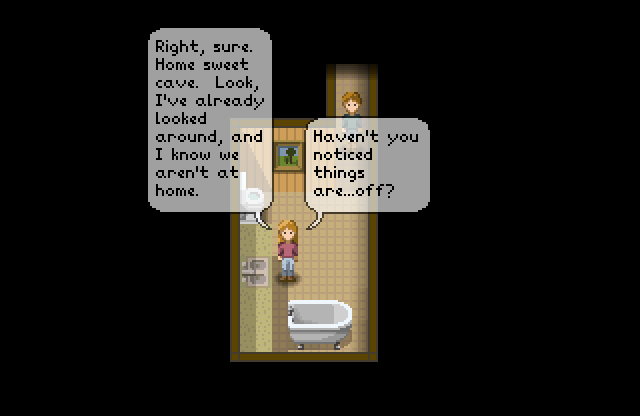 Right, sure.
Home sweet
cave.  Look,
I've already
looked
around, and
I know we
aren't at
home.
Haven't you
noticed
things
are...off?